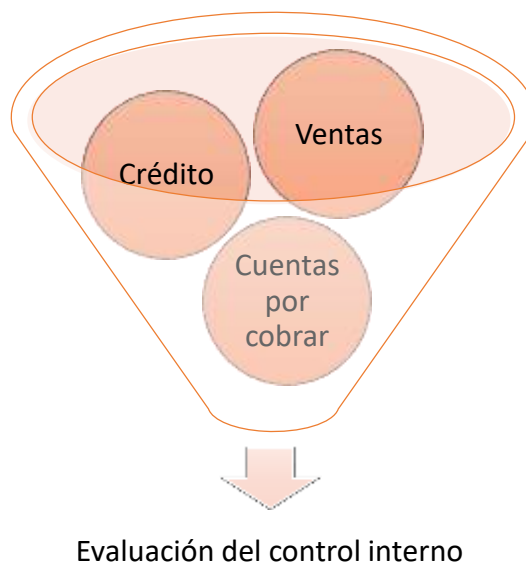 Ventas
Crédito
Cuentas
por
cobrar
Evaluación del control interno